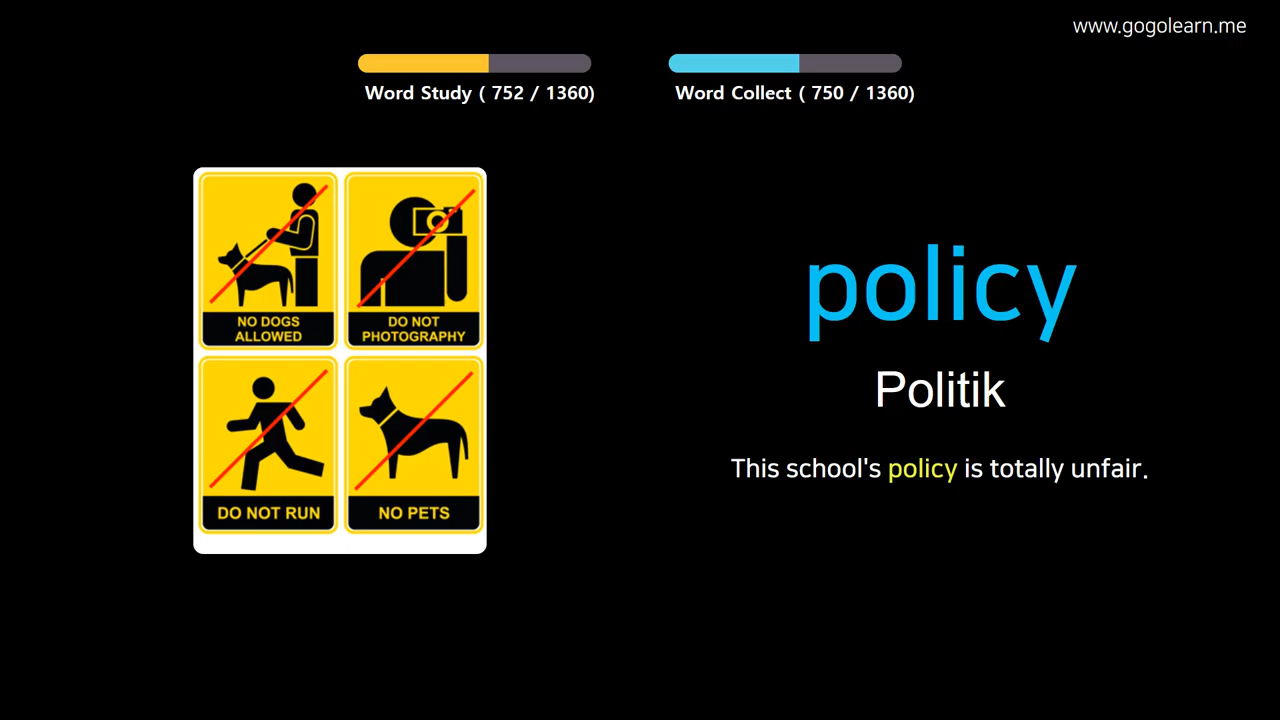 www.gogolearn.me
Word Study ( 752 / 1360)
Word Collect ( 750 / 1360)
NO DOGS
ALLOWED
DO NOT
PHOTOGRAPHY
DO NOT RUN
NO PETS
policy
Politik
This school's policy is totally unfair.